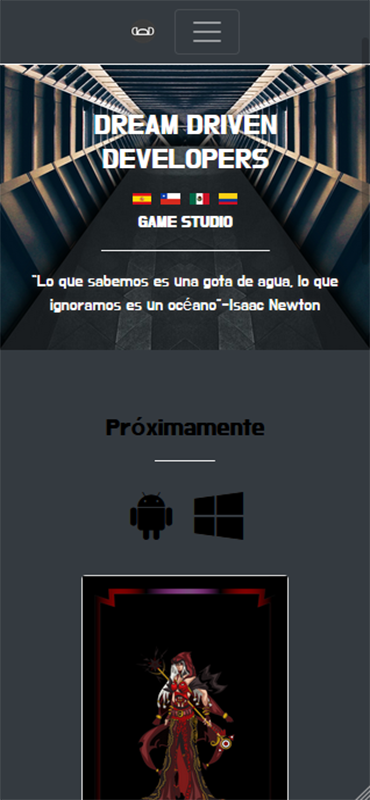 DREAM DRIVEN
DEVELOPERS
GAME STUDIO
"Lo que sabemos es una gota de agua, lo que
ignoramos es un océano"-Isaac Newton
Próximamente